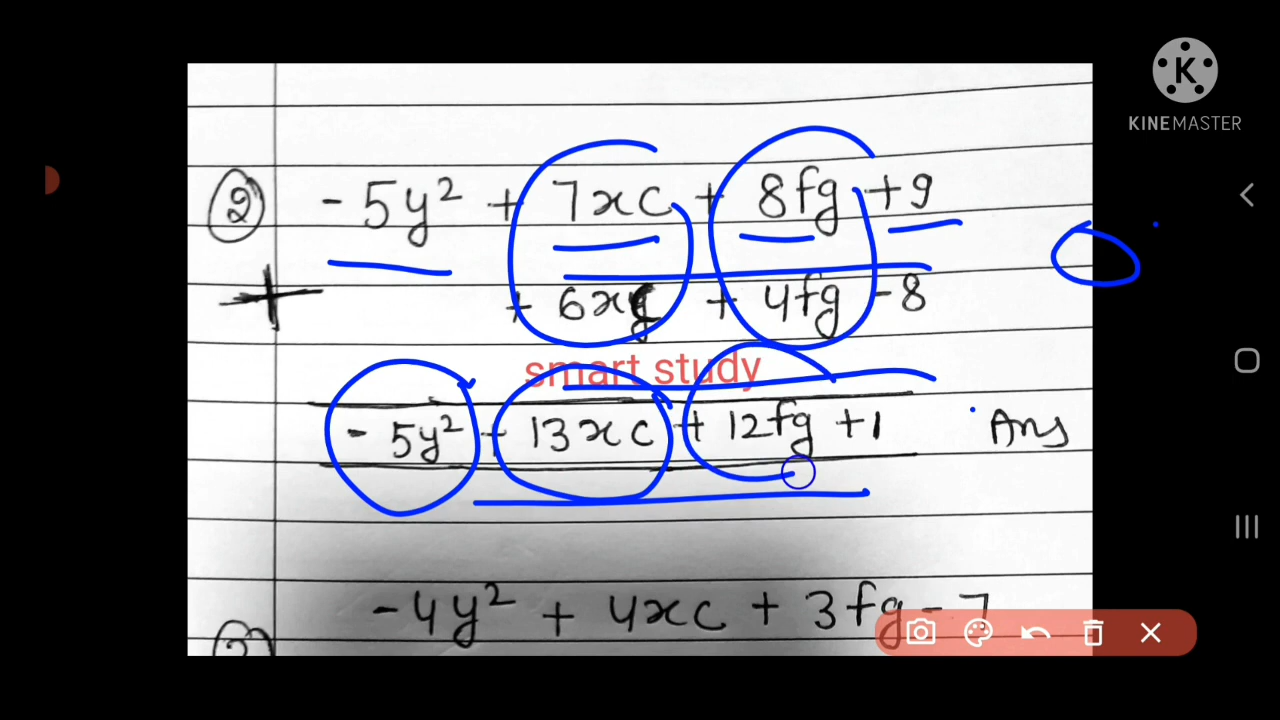 KINEMASTER
② - 5y² + 7xc + 8fg + 9
+ + 6xc + 4fg - 8
smart study
- 5y² + 13xc + 12fg + 1 Ans
- 4y² + 4xc + 3fg - 7